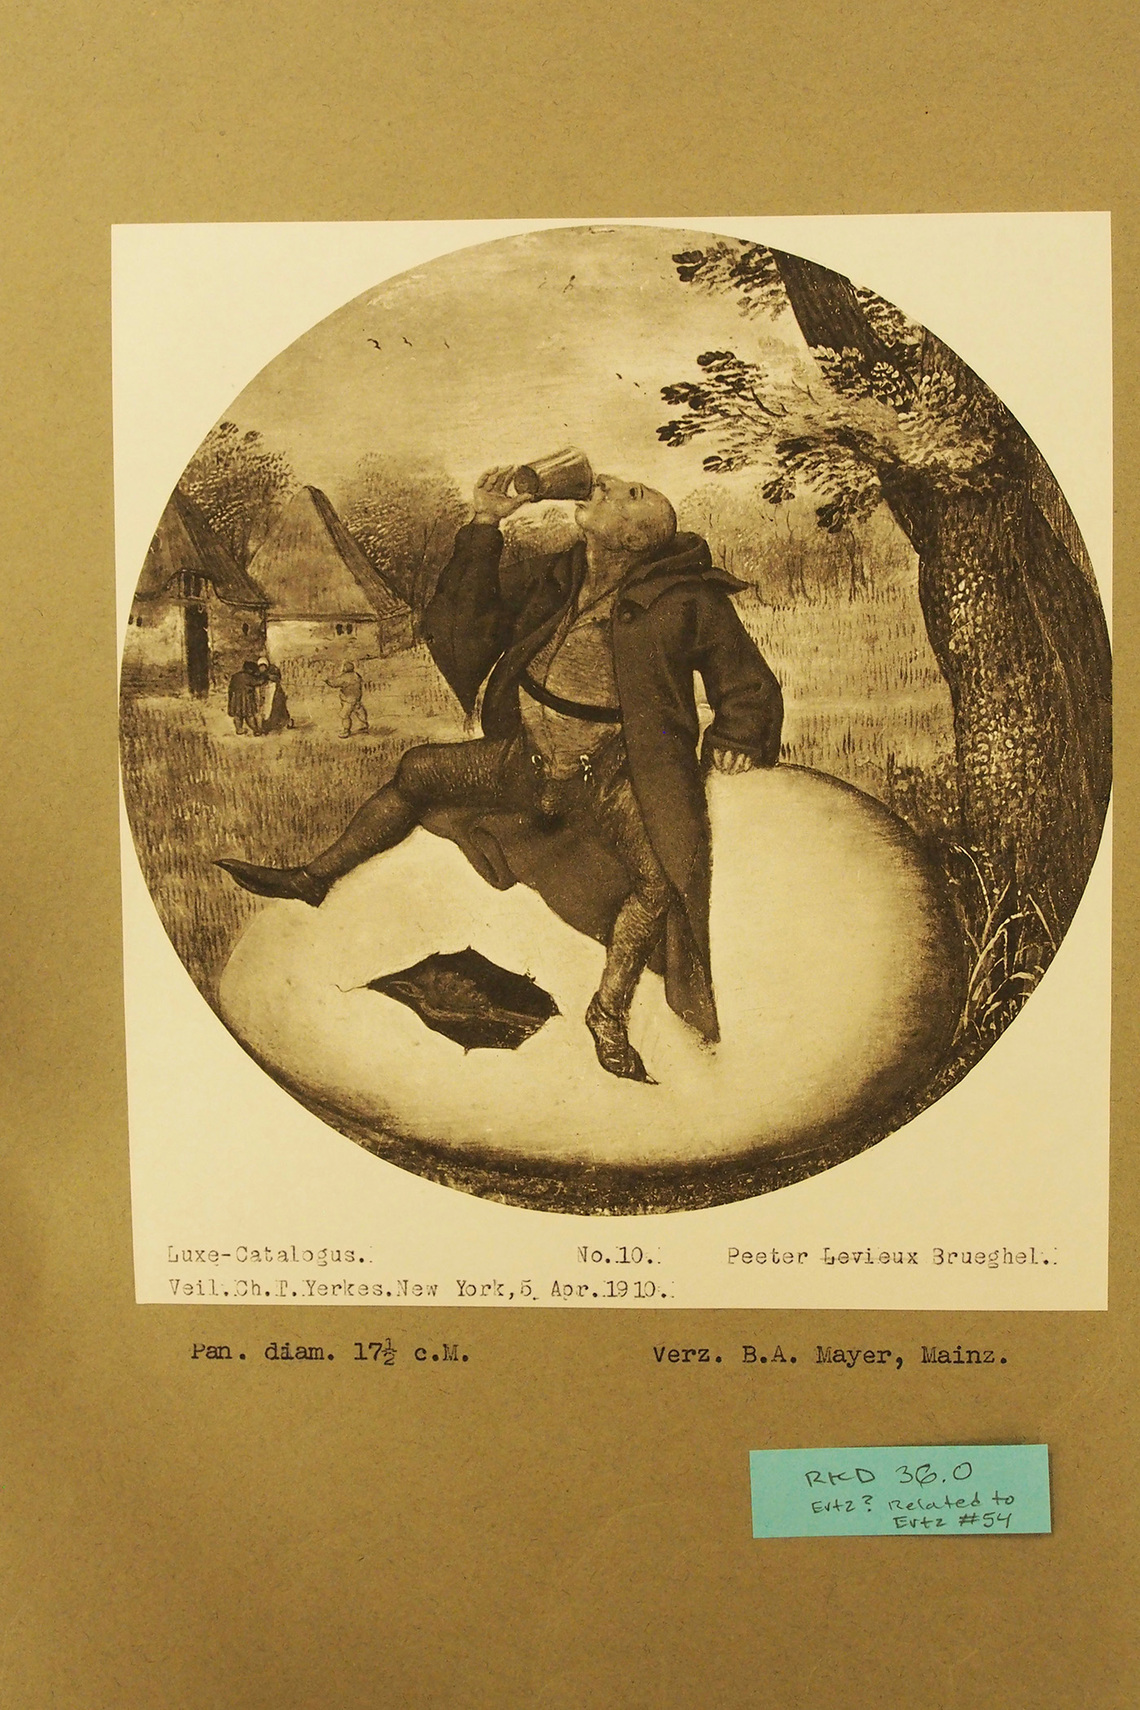 Luxe-Catalogus. No. 10. Peeter Levieux Brueghel.
Veil. Ch. T. Yerkes. New York, 5 Apr. 1910.
Pan. diam. 17½ c.M. Verz. B.A. Mayer, Mainz.
RKD 36.0
Ertz? Related to
Ertz #54